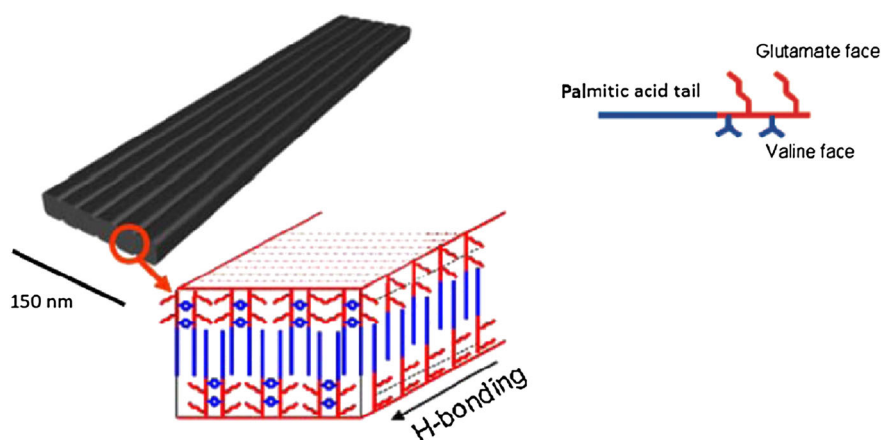 Glutamate face
Palmitic acid tail
Valine face
150 nm
H-bonding